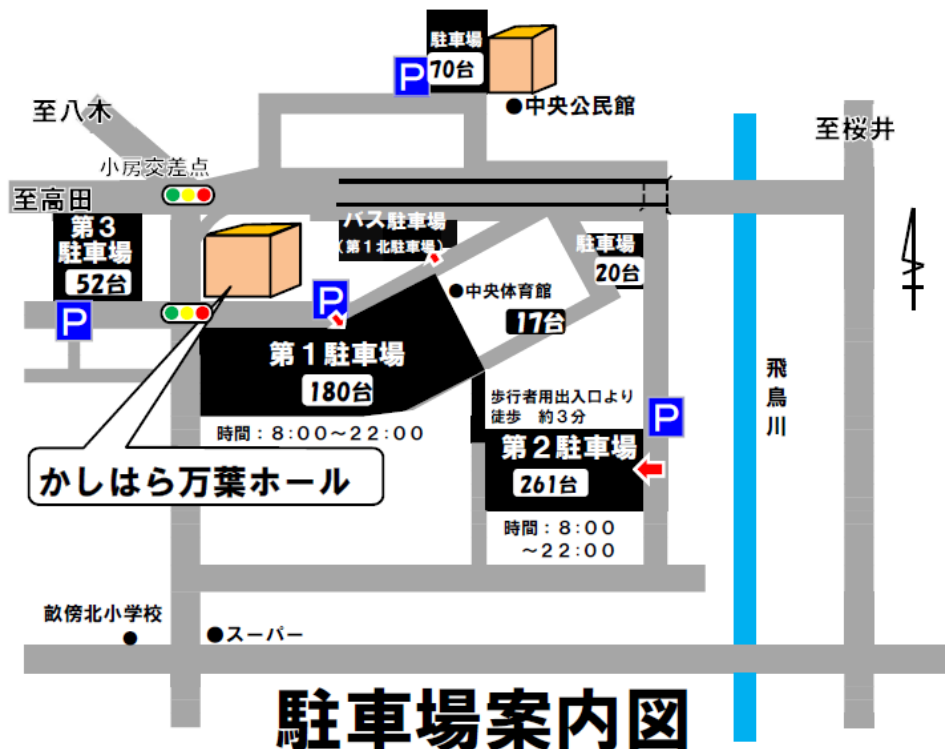 駐車場
70台
P
●中央公民館
至八木
至桜井
小房交差点
至高田
第3
駐車場
52台
P
バス駐車場
(第1北駐車場)
駐車場
20台
P
●中央体育館
17台
第1駐車場
180台
時間：8:00～22:00
歩行者用出入口より
徒歩 約3分
P
第2駐車場
261台
時間：8:00
～22:00
飛鳥川
かしはら万葉ホール
畝傍北小学校
●
●スーパー
駐車場案内図